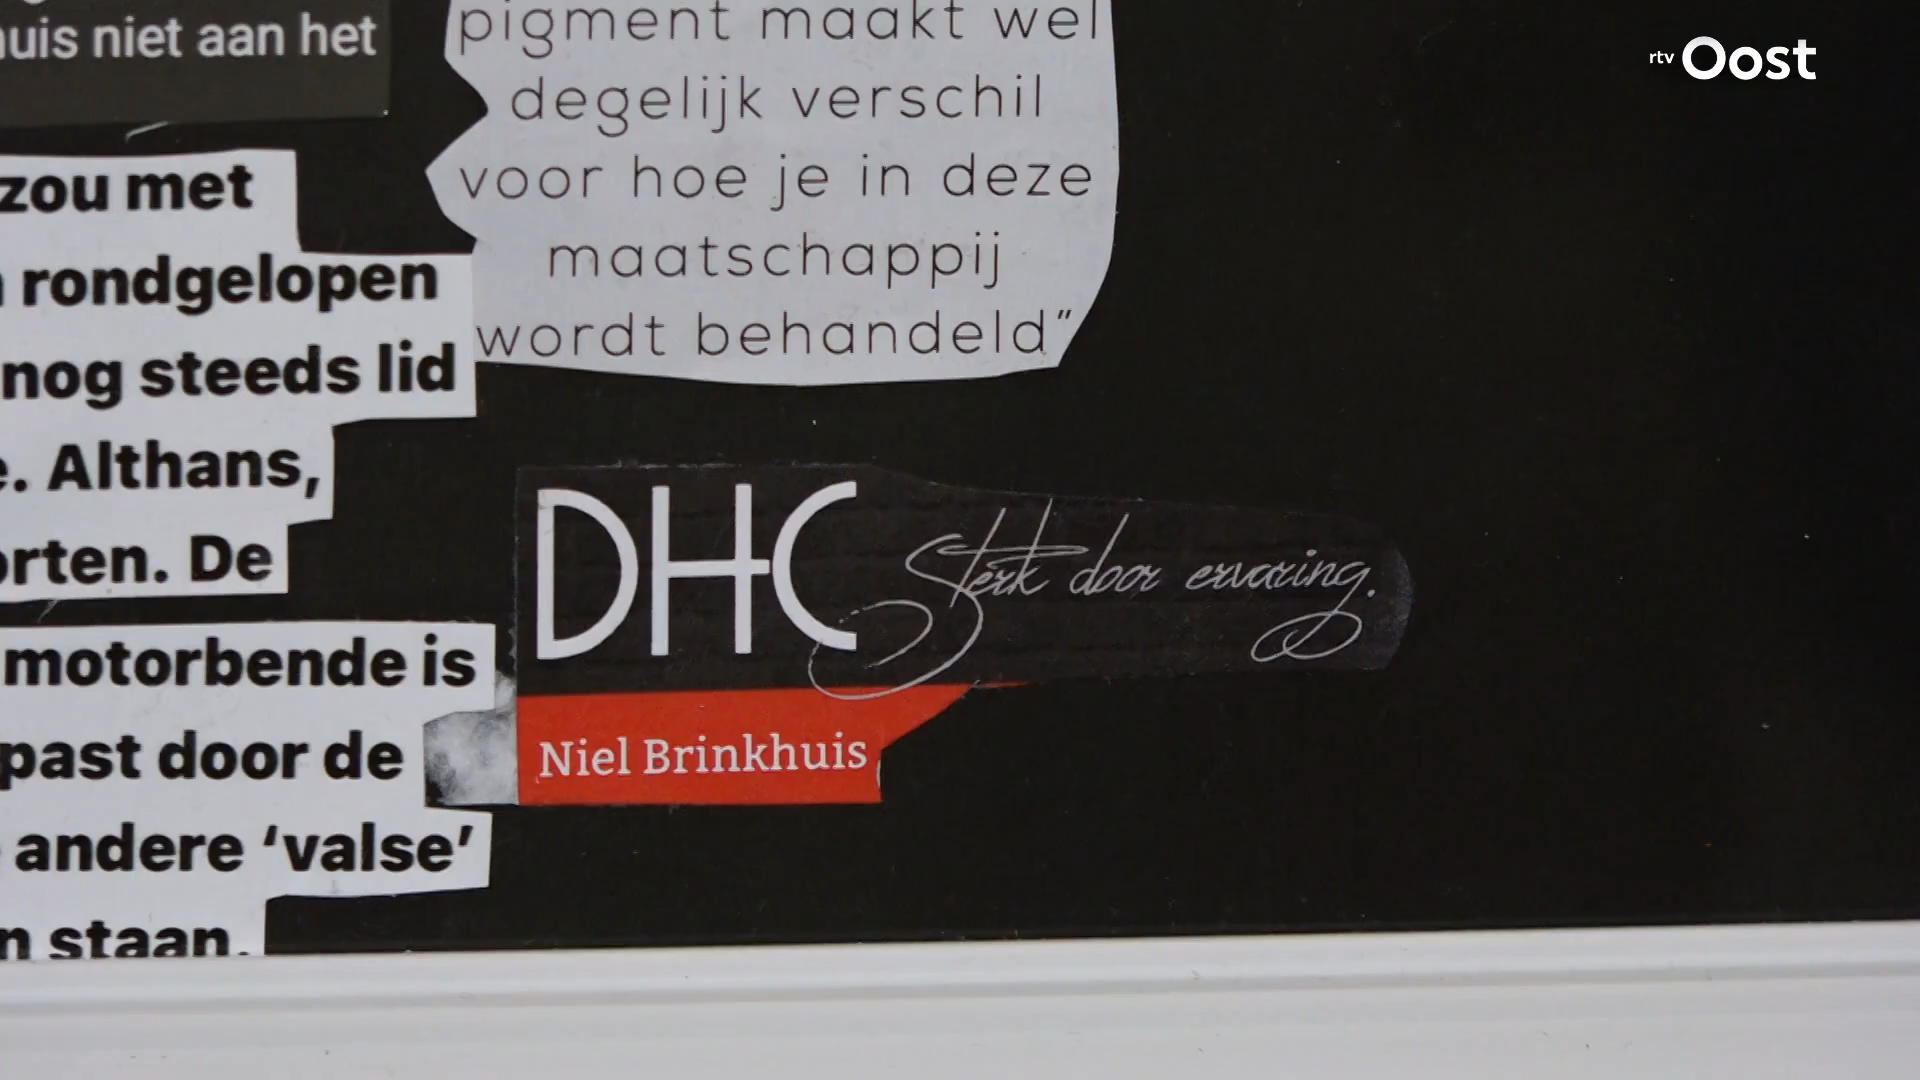 huis niet aan het
zou met
rondgelopen
nog steeds lid
Althans,
De
motorbende is
door de
andere ‘valse’
staan.
pigment maakt wel
degelijk verschil
voor hoe je in deze
maatschappij
wordt behandeld”
DHC Sterk door ervaring.
Niel Brinkhuis
rtv Oost